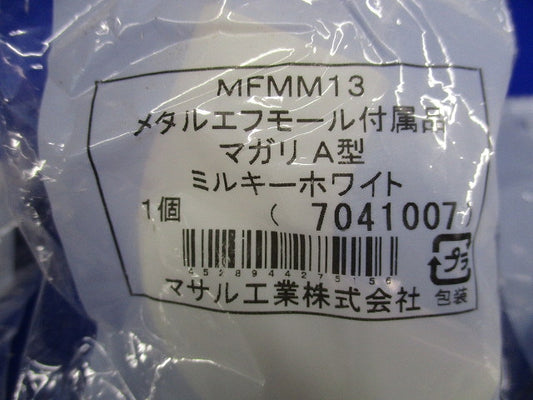 MFMM13
メタルエフモール付属品
マガリA型
ミルキーホワイト
1個 ( 7041007)
4528944275156
マサル工業株式会社
プラ
包装